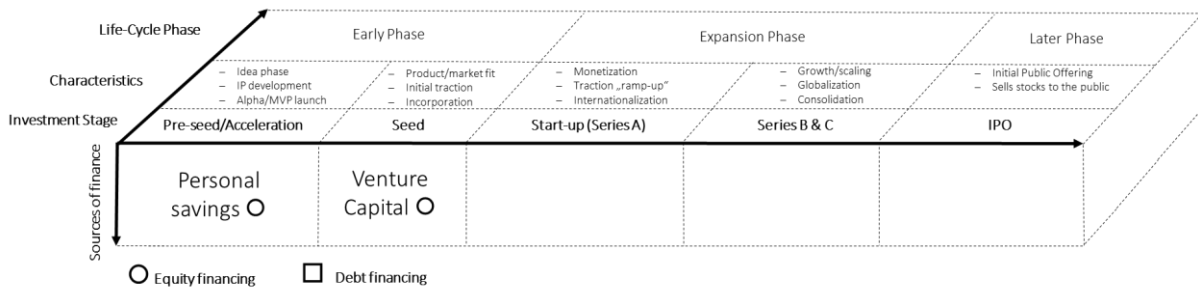 Life-Cycle Phase
Early Phase
Expansion Phase
Later Phase
Characteristics
– Idea phase
– IP development
– Alpha/MVP launch
– Product/market fit
– Initial traction
– Incorporation
– Monetization
– Traction „ramp-up"
– Internationalization
– Growth/scaling
– Globalization
– Consolidation
– Initial Public Offering
– Sells stocks to the public
Investment Stage
Pre-seed/Acceleration
Seed
Start-up (Series A)
Series B & C
IPO
Sources of finance
Personal
savings
Venture
Capital
Equity financing
Debt financing